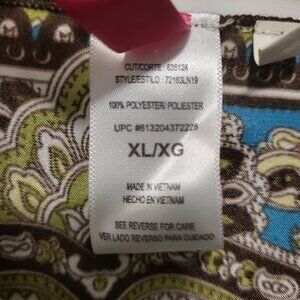 CUT/CORTE: 635124
STYLE/ESTILO: 72163LN19
100% POLYESTER/ POLIESTER
UPC #613204372226
XL/XG
MADE IN VIETNAM
HECHO EN VIETNAM
SEE REVERSE FOR CARE
VER LADO REVERSO PARA CUIDADO